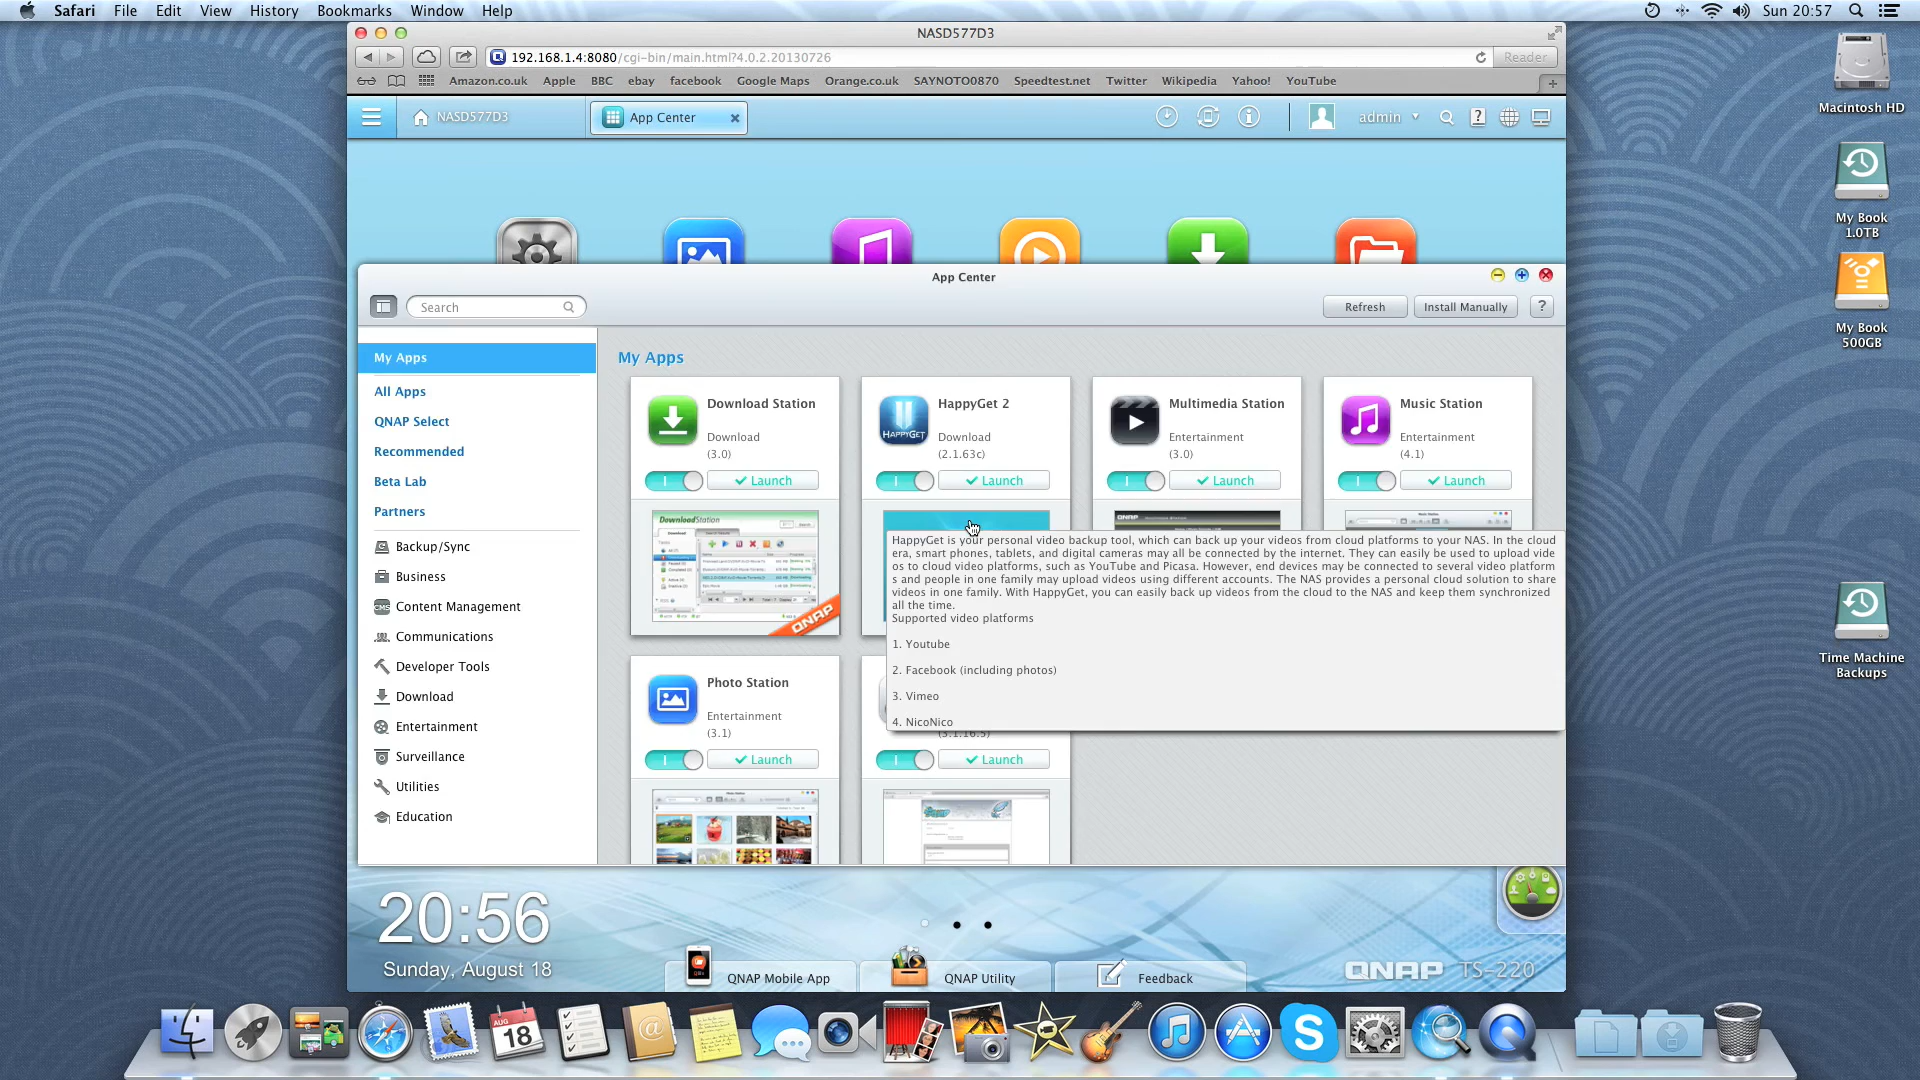 Safari File Edit View History Bookmarks Window Help
Sun 20:57
NASD577D3
192.168.1.4:8080/cgi-bin/main.html?4.0.2.20130726
Reader
Amazon.co.uk Apple BBC ebay facebook Google Maps Orange.co.uk SAYNOTO0870 Speedtest.net Twitter Wikipedia Yahoo! YouTube
NASD577D3
App Center
admin
App Center
Search
Refresh
Install Manually
?
My Apps
All Apps
QNAP Select
Recommended
Beta Lab
Partners
Backup/Sync
Business
CMS Content Management
Communications
Developer Tools
Download
Entertainment
Surveillance
Utilities
Education
My Apps
Download Station
Download
(3.0)
Launch
DownloadStation
QNAP
HappyGet 2
HAPPYGET
Download
(2.1.63c)
Launch
Multimedia Station
Entertainment
(3.0)
Launch
QNAP
Music Station
Entertainment
(4.1)
Launch
HappyGet is your personal video backup tool, which can back up your videos from cloud platforms to your NAS. In the cloud
era, smart phones, tablets, and digital cameras may all be connected by the internet. They can easily be used to upload vide
os to cloud video platforms, such as YouTube and Picasa. However, end devices may be connected to several video platform
s and people in one family may upload videos using different accounts. The NAS provides a personal cloud solution to share
videos in one family. With HappyGet, you can easily back up videos from the cloud to the NAS and keep them synchronized
all the time.
Supported video platforms
1. Youtube
2. Facebook (including photos)
3. Vimeo
4. NicoNico
Photo Station
Entertainment
(3.1)
Launch
(3.1.16.5)
Launch
20:56
Sunday, August 18
QNAP Mobile App
QNAP Utility
Feedback
QNAP TS-220
Macintosh HD
My Book
1.0TB
My Book
500GB
Time Machine
Backups
AUG
18